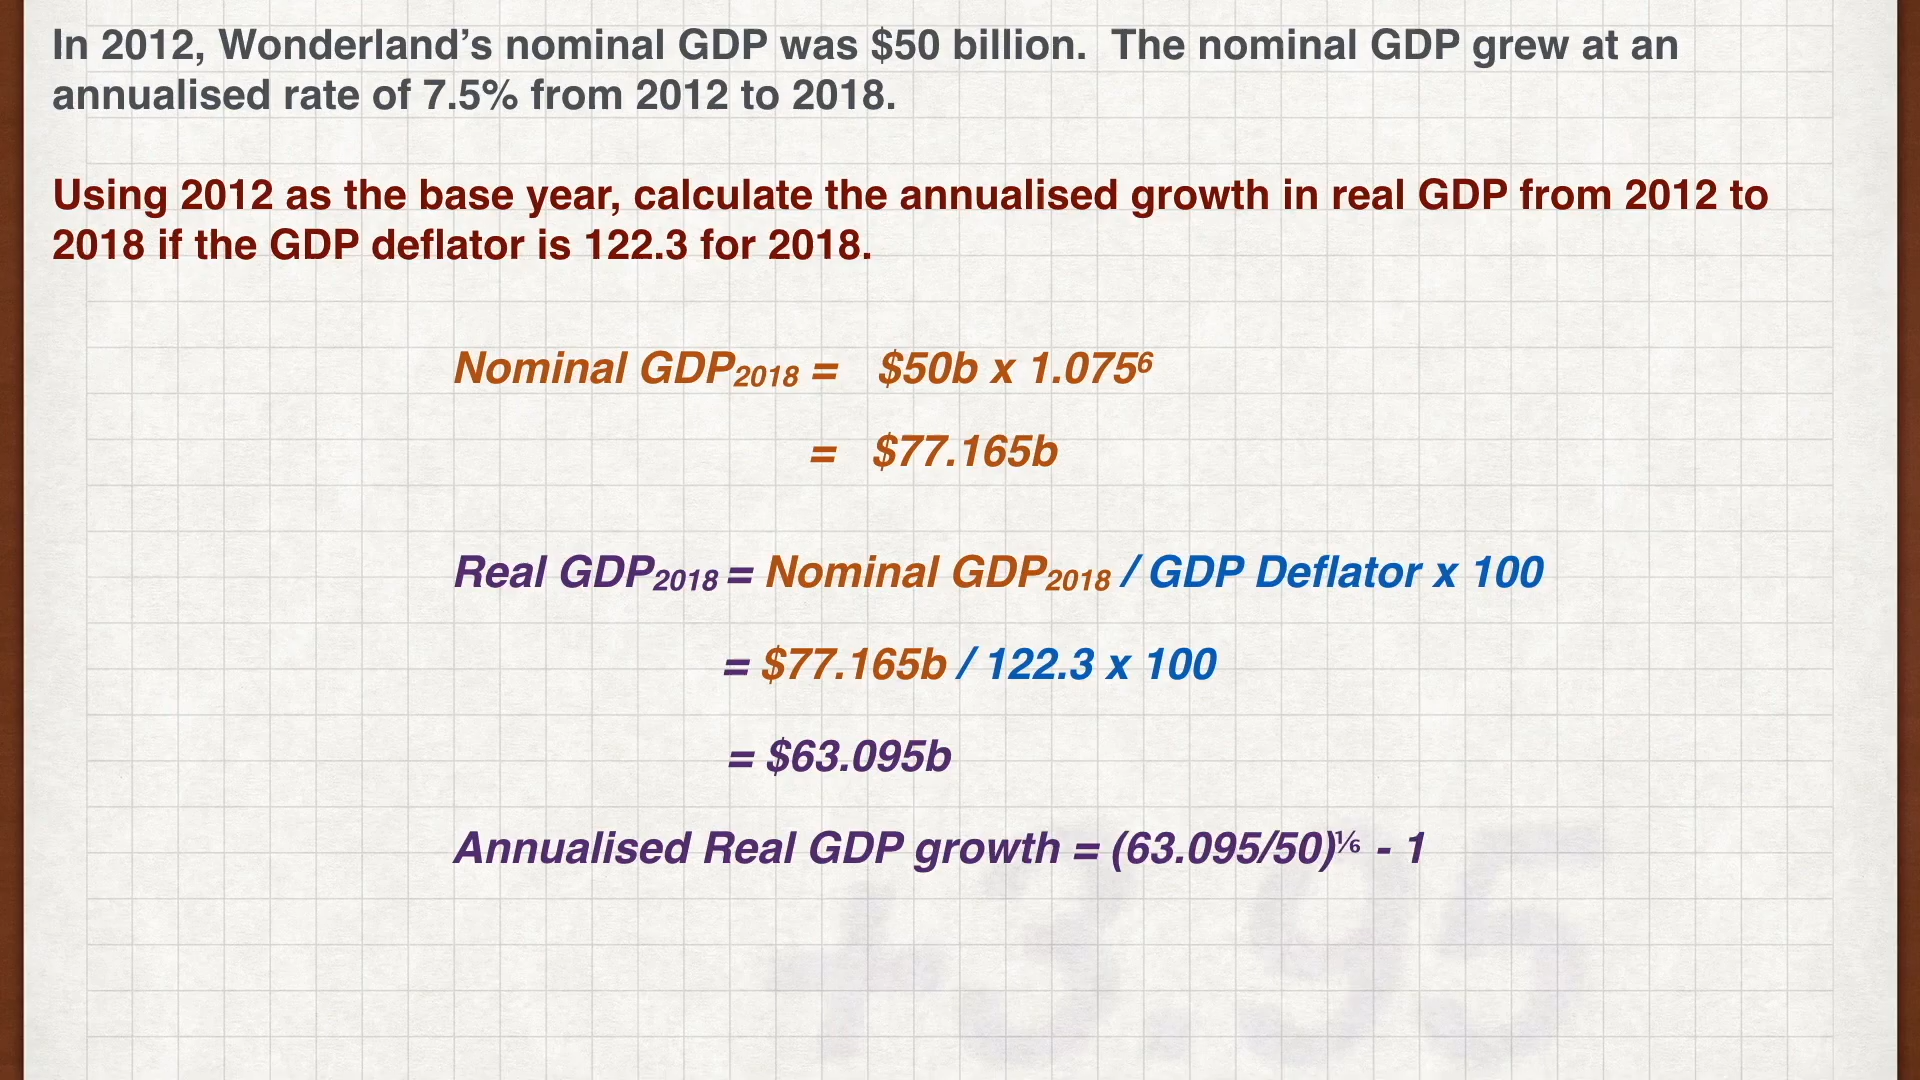 In 2012, Wonderland’s nominal GDP was $50 billion.  The nominal GDP grew at an
annualised rate of 7.5% from 2012 to 2018.
Using 2012 as the base year, calculate the annualised growth in real GDP from 2012 to
2018 if the GDP deflator is 122.3 for 2018.
Nominal GDP₂₀₁₈ = $50b x 1.075⁶
= $77.165b
Real GDP₂₀₁₈ = Nominal GDP₂₀₁₈ / GDP Deflator x 100
= $77.165b / 122.3 x 100
= $63.095b
Annualised Real GDP growth = (63.095/50)^⅙ - 1
+3.95